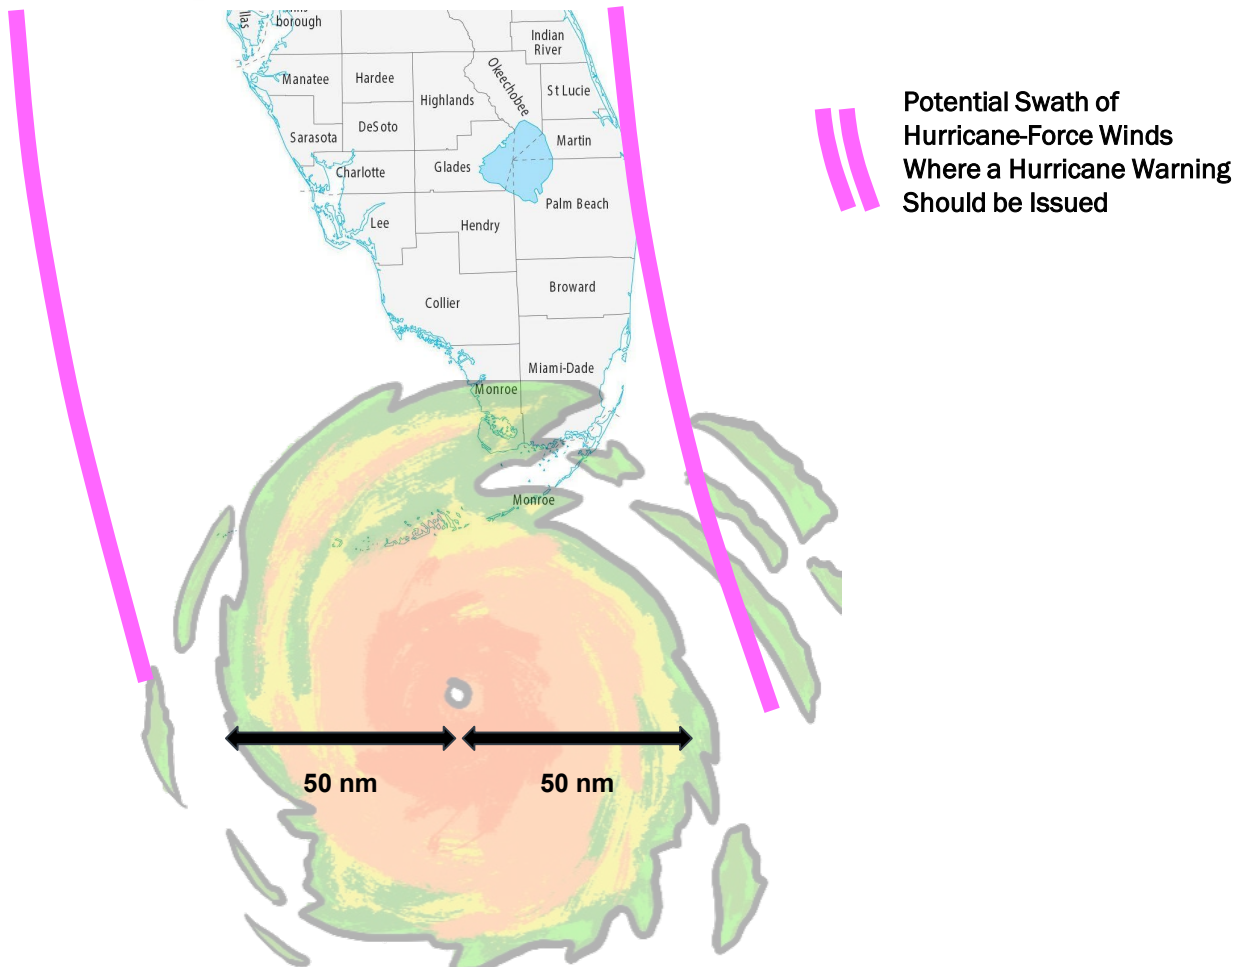 llas
borough
Indian
River
Manatee
Hardee
Okeechobee
St Lucie
Highlands
DeSoto
Sarasota
Martin
Glades
Charlotte
Palm Beach
Lee
Hendry
Broward
Collier
Miami-Dade
Monroe
Monroe
50 nm
50 nm
Potential Swath of
Hurricane-Force Winds
Where a Hurricane Warning
Should be Issued